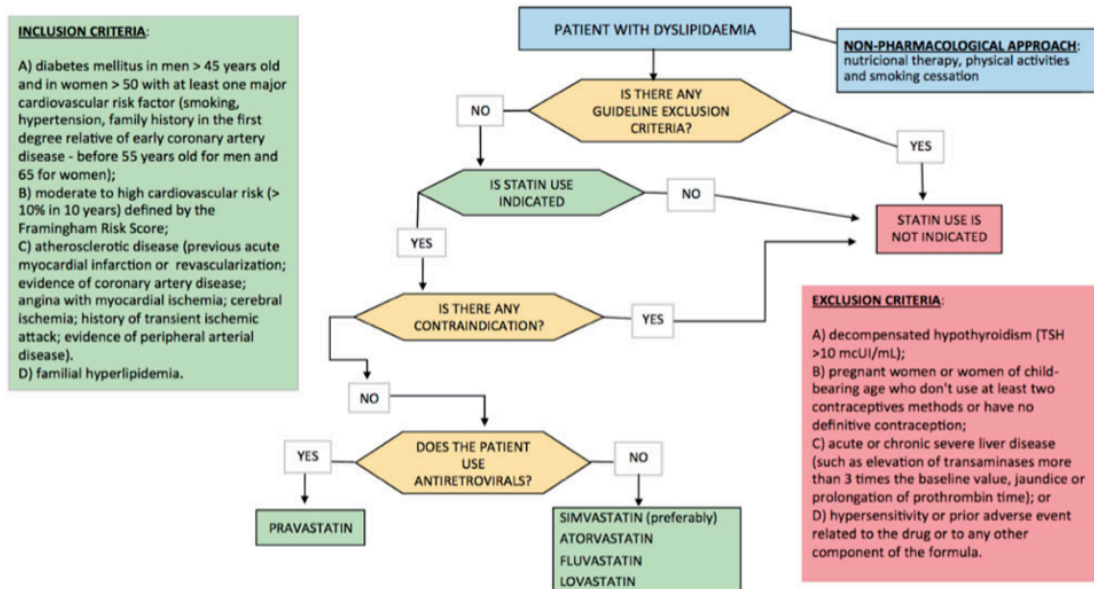 INCLUSION CRITERIA:
A) diabetes mellitus in men > 45 years old
and in women > 50 with at least one major
cardiovascular risk factor (smoking,
hypertension, family history in the first
degree relative of early coronary artery
disease - before 55 years old for men and
65 for women);
B) moderate to high cardiovascular risk (>
10% in 10 years) defined by the
Framingham Risk Score;
C) atherosclerotic disease (previous acute
myocardial infarction or revascularization;
evidence of coronary artery disease;
angina with myocardial ischemia; cerebral
ischemia; history of transient ischemic
attack; evidence of peripheral arterial
disease).
D) familial hyperlipidemia.
PATIENT WITH DYSLIPIDAEMIA
NON-PHARMACOLOGICAL APPROACH:
nutricional therapy, physical activities
and smoking cessation
IS THERE ANY
GUIDELINE EXCLUSION
CRITERIA?
NO
YES
IS STATIN USE
INDICATED
NO
STATIN USE IS
NOT INDICATED
YES
IS THERE ANY
CONTRAINDICATION?
YES
NO
DOES THE PATIENT
USE
ANTIRETROVIRALS?
YES
NO
PRAVASTATIN
SIMVASTATIN (preferably)
ATORVASTATIN
FLUVASTATIN
LOVASTATIN
EXCLUSION CRITERIA:
A) decompensated hypothyroidism (TSH
>10 mcUI/mL);
B) pregnant women or women of child-
bearing age who don't use at least two
contraceptives methods or have no
definitive contraception;
C) acute or chronic severe liver disease
(such as elevation of transaminases more
than 3 times the baseline value, jaundice or
prolongation of prothrombin time); or
D) hypersensitivity or prior adverse event
related to the drug or to any other
component of the formula.